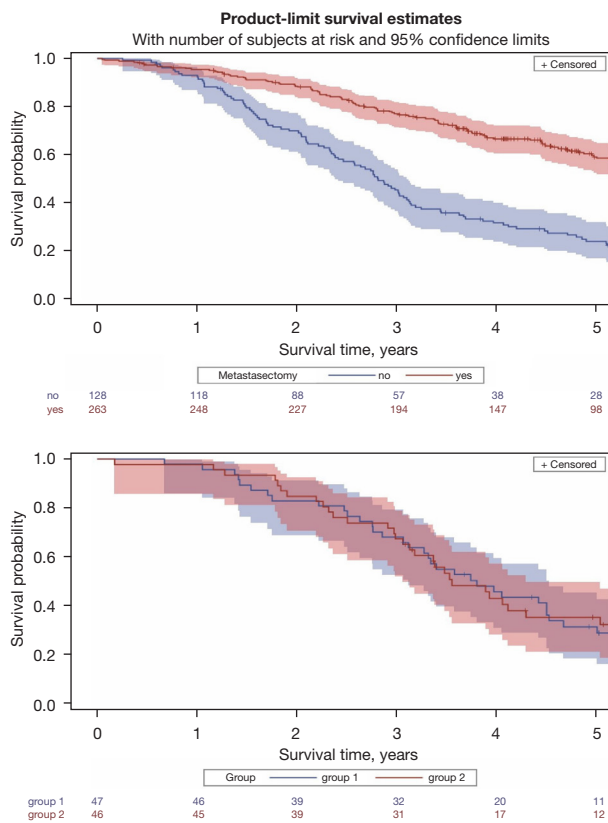 Product-limit survival estimates
With number of subjects at risk and 95% confidence limits
+ Censored
1.0
0.8
0.6
0.4
0.2
0.0
Survival probability
0 1 2 3 4 5
Survival time, years
Metastasectomy no yes
no 128 118 88 57 38 28
yes 263 248 227 194 147 98
+ Censored
1.0
0.8
0.6
0.4
0.2
0.0
Survival probability
0 1 2 3 4 5
Survival time, years
Group group 1 group 2
group 1 47 46 39 32 20 11
group 2 46 45 39 31 17 12